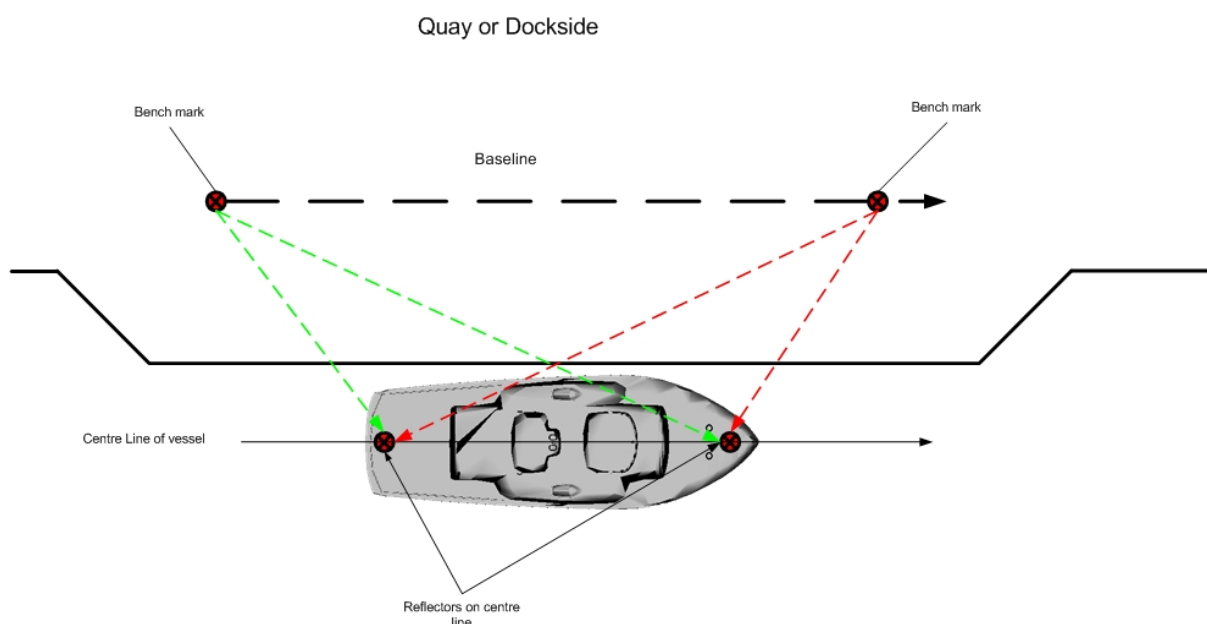 Quay or Dockside
Bench mark
Bench mark
Baseline
Centre Line of vessel
Reflectors on centre
line